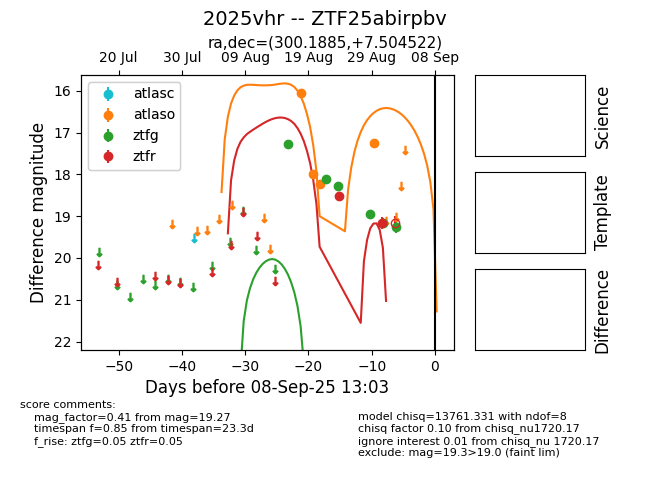 2025vhr -- ZTF25abirpbv
ra,dec=(300.1885,+7.504522)
20 Jul 30 Jul 09 Aug 19 Aug 29 Aug 08 Sep
atlasc
atlaso
ztfg
ztfr
16
17
18
19
20
21
22
Difference magnitude
−50 −40 −30 −20 −10 0
Days before 08-Sep-25 13:03
Science
Template
Difference
score comments:
mag_factor=0.41 from mag=19.27
timespan f=0.85 from timespan=23.3d
f_rise: ztfg=0.05 ztfr=0.05
model chisq=13761.331 with ndof=8
chisq factor 0.10 from chisq_nu1720.17
ignore interest 0.01 from chisq_nu 1720.17
exclude: mag=19.3>19.0 (faint lim)